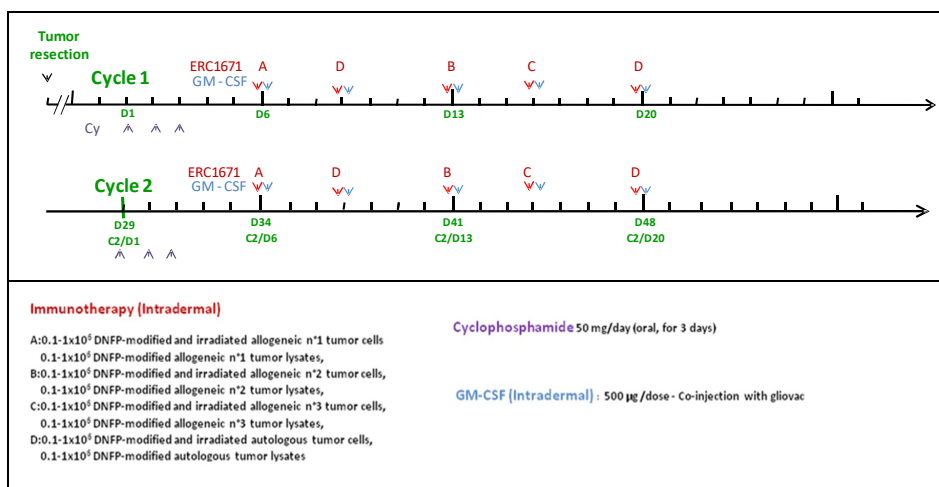 Tumor
resection
Cycle 1
ERC1671 A D B C D
GM - CSF
D1 D6 D13 D20
Cy
Cycle 2
ERC1671 A D B C D
GM - CSF
D29 D34 D41 D48
C2/D1 C2/D6 C2/D13 C2/D20
Immunotherapy (Intradermal)
A:0.1-1x10⁶ DNFP-modified and irradiated allogeneic n°1 tumor cells
0.1-1x10⁶ DNFP-modified allogeneic n°1 tumor lysates,
B:0.1-1x10⁶ DNFP-modified and irradiated allogeneic n°2 tumor cells,
0.1-1x10⁶ DNFP-modified allogeneic n°2 tumor lysates,
C:0.1-1x10⁶ DNFP-modified and irradiated allogeneic n°3 tumor cells,
0.1-1x10⁶ DNFP-modified allogeneic n°3 tumor lysates,
D:0.1-1x10⁶ DNFP-modified and irradiated autologous tumor cells,
0.1-1x10⁶ DNFP-modified autologous tumor lysates
Cyclophosphamide 50 mg/day (oral, for 3 days)
GM-CSF (Intradermal) : 500 µg /dose - Co-injection with gliovac